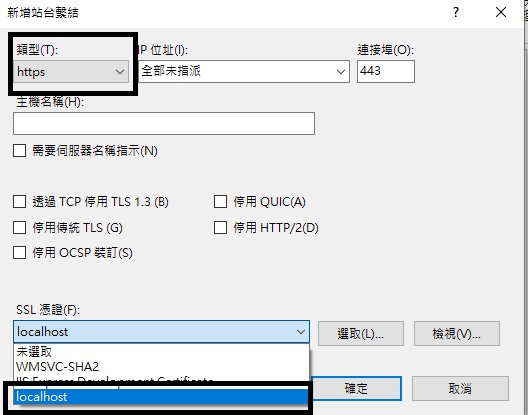 新增站台繫結
類型(T):
IP 位址(I):
連接埠(O):
https
全部未指派
443
主機名稱(H):
需要伺服器名稱指示(N)
透過 TCP 停用 TLS 1.3 (B)
停用 QUIC(A)
停用傳統 TLS (G)
停用 HTTP/2(D)
停用 OCSP 裝訂(S)
SSL 憑證(F):
localhost
選取(L)...
檢視(V)...
未選取
WMSVC-SHA2
IIS Express Development Certificate
localhost
確定
取消